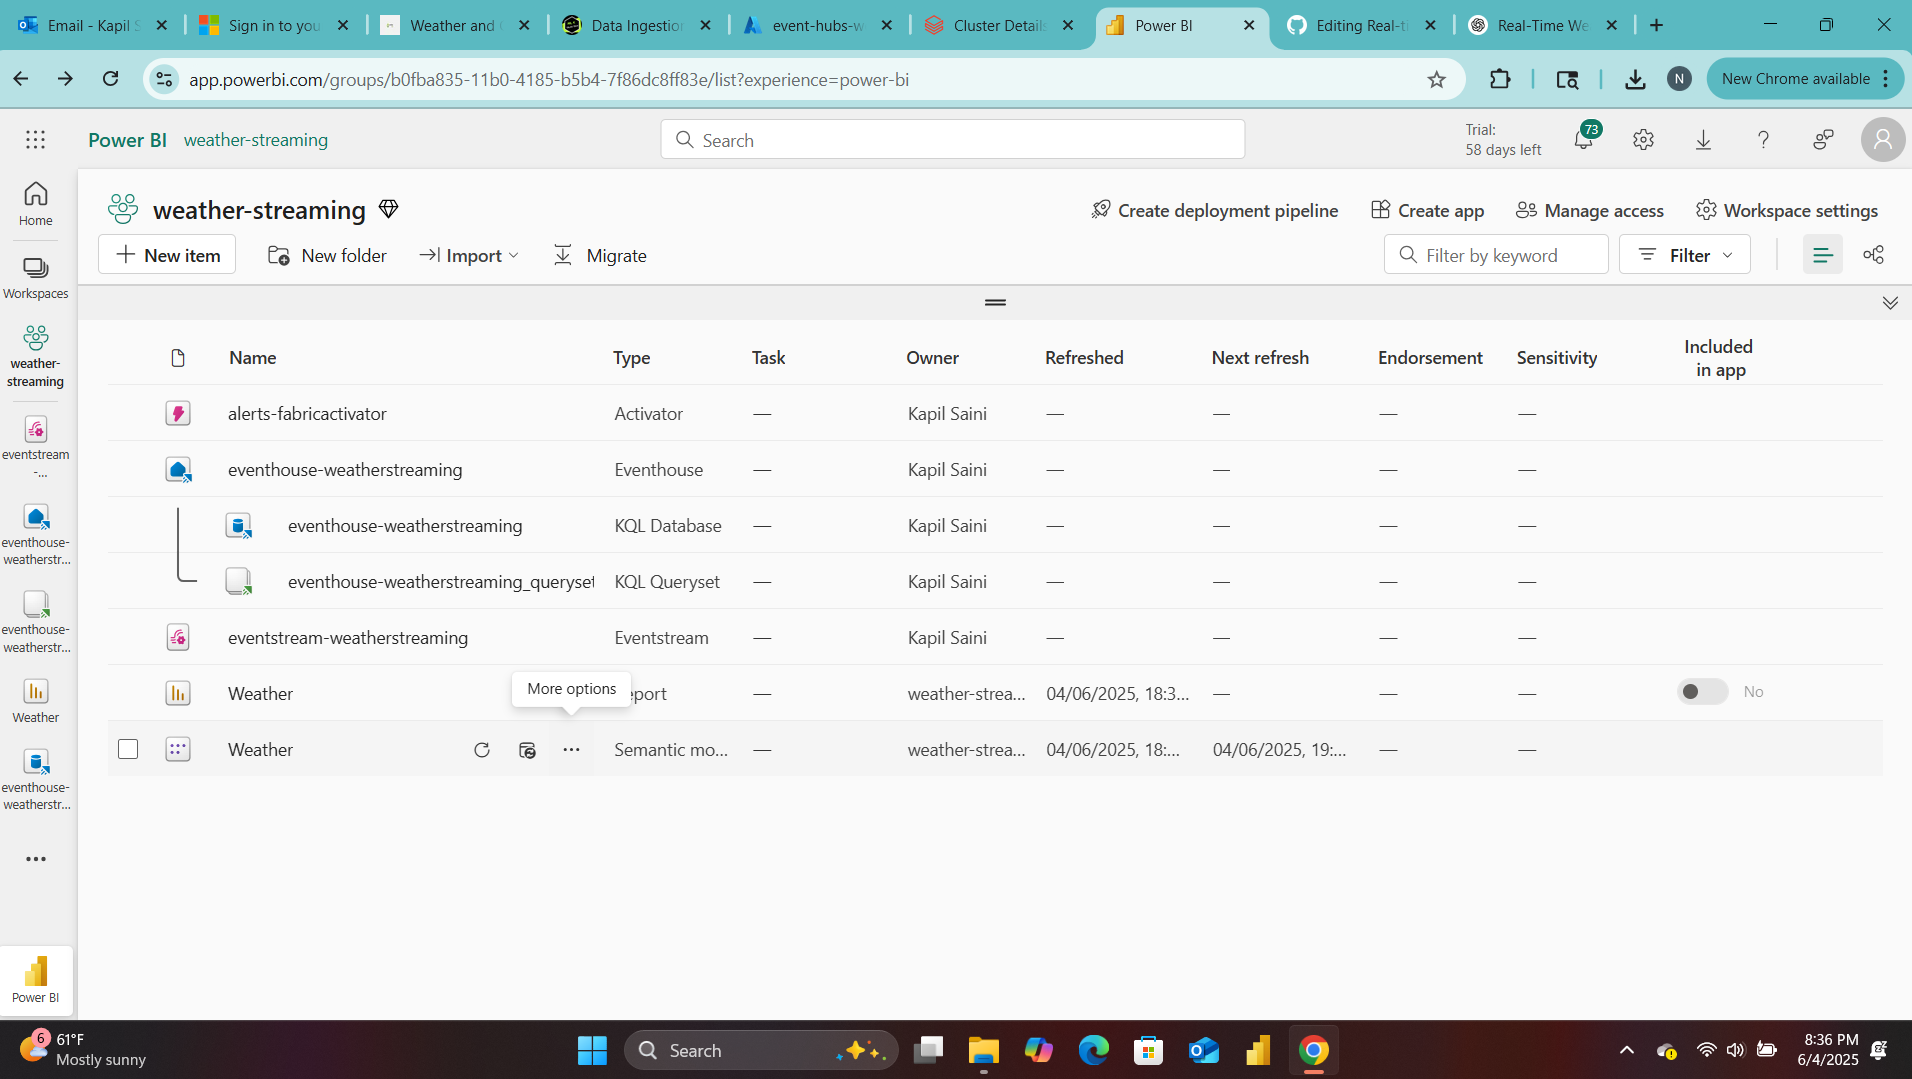 Email - Kapil S
Sign in to you
Weather and
Data Ingestion
event-hubs-w
Cluster Details
Power BI
Editing Real-ti
Real-Time We
app.powerbi.com/groups/b0fba835-11b0-4185-b5b4-7f86dc8ff83e/list?experience=power-bi
N
New Chrome available
Power BI weather-streaming
Search
Trial:
58 days left
73
Home
Workspaces
weather-
streaming
eventstream
-...
eventhouse-
weatherstr...
eventhouse-
weatherstr...
Weather
eventhouse-
weatherstr...
Power BI
weather-streaming
Create deployment pipeline
Create app
Manage access
Workspace settings
New item
New folder
Import
Migrate
Filter by keyword
Filter
Name Type Task Owner Refreshed Next refresh Endorsement Sensitivity Included
in app
alerts-fabricactivator Activator — Kapil Saini — — — —
eventhouse-weatherstreaming Eventhouse — Kapil Saini — — — —
eventhouse-weatherstreaming KQL Database — Kapil Saini — — — —
eventhouse-weatherstreaming_queryset KQL Queryset — Kapil Saini — — — —
eventstream-weatherstreaming Eventstream — Kapil Saini — — — —
More options
Weather eport — weather-strea... 04/06/2025, 18:3... — — — No
Weather Semantic mo... — weather-strea... 04/06/2025, 18:... 04/06/2025, 19:... — —
6
61°F
Mostly sunny
Search
8:36 PM
6/4/2025